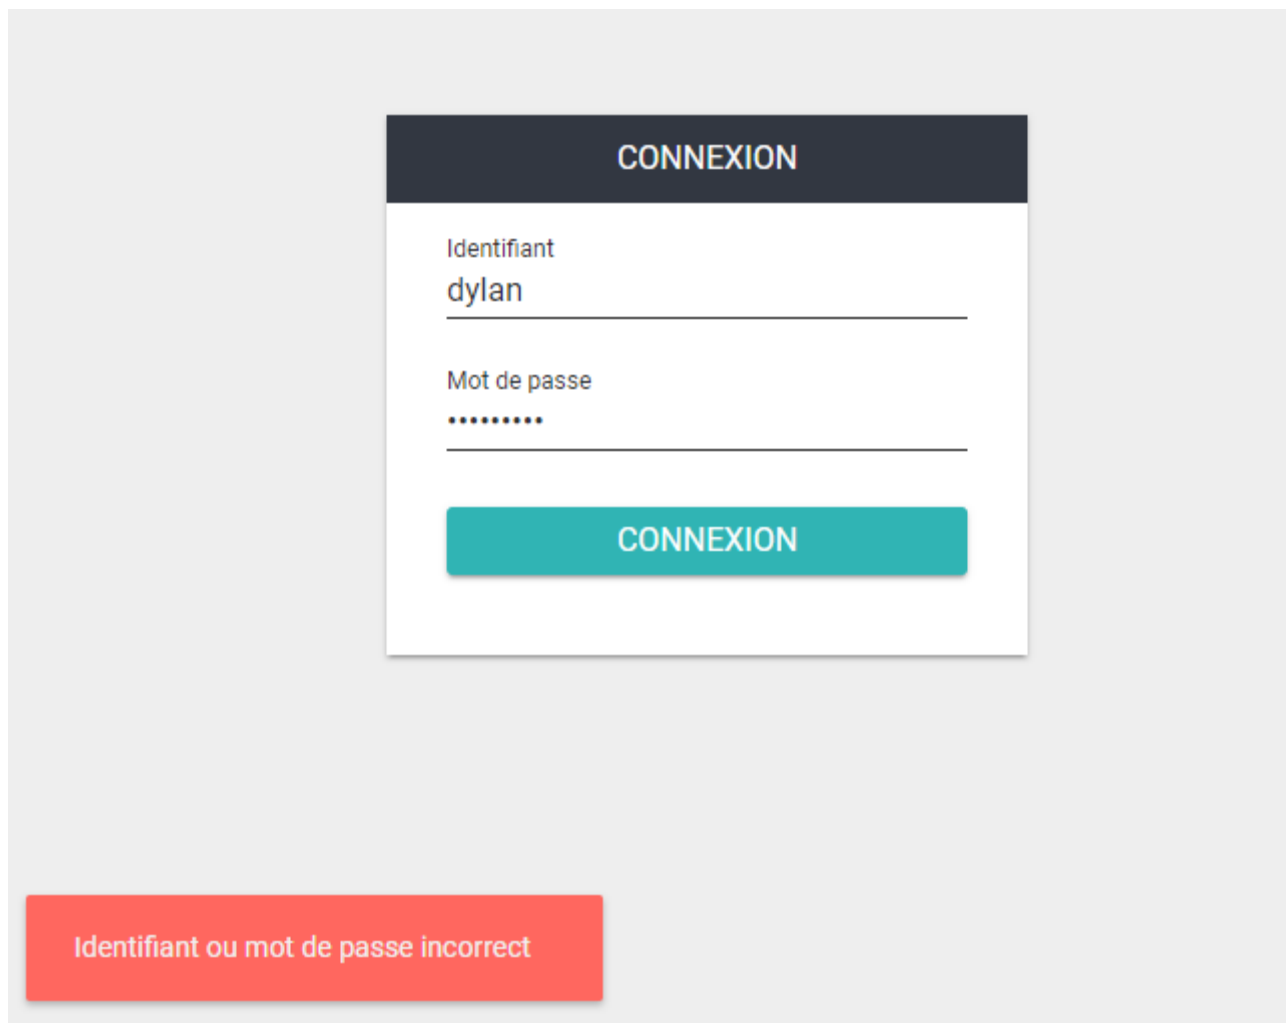 CONNEXION
Identifiant
dylan
Mot de passe
•••••••••
CONNEXION
Identifiant ou mot de passe incorrect